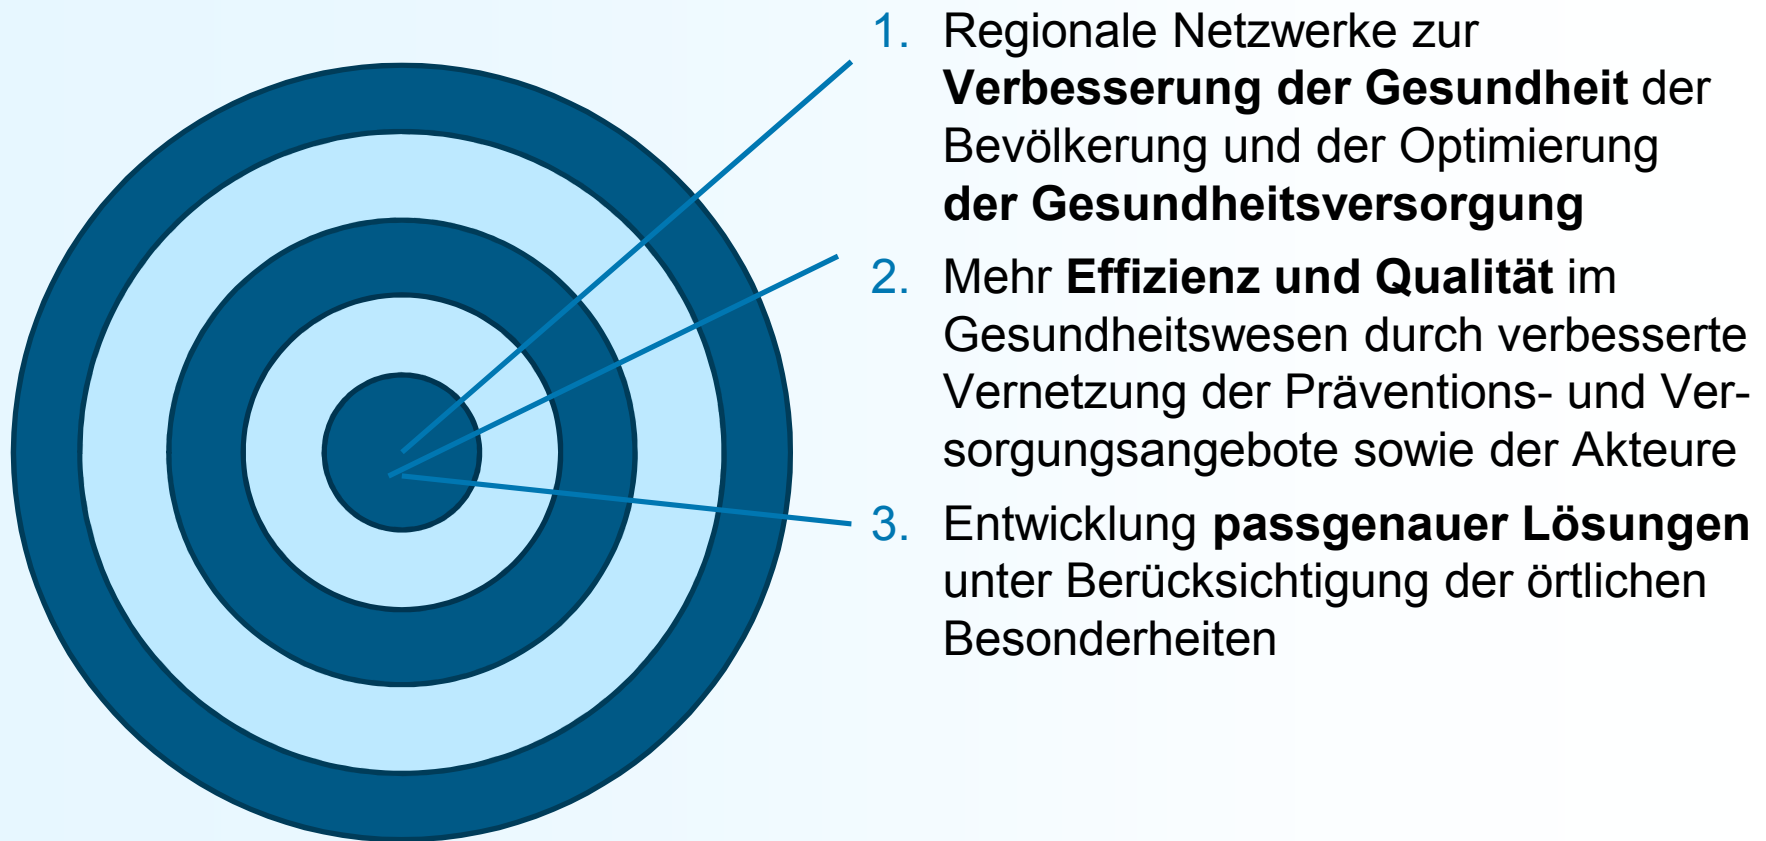 1. Regionale Netzwerke zur
Verbesserung der Gesundheit der
Bevölkerung und der Optimierung
der Gesundheitsversorgung
2. Mehr Effizienz und Qualität im
Gesundheitswesen durch verbesserte
Vernetzung der Präventions- und Ver-
sorgungsangebote sowie der Akteure
3. Entwicklung passgenauer Lösungen
unter Berücksichtigung der örtlichen
Besonderheiten